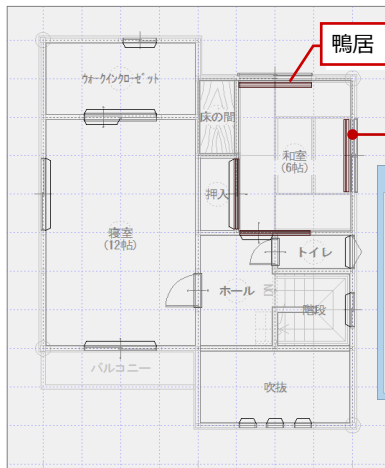 鴨居
ウォークインクローゼット
床の間
和室
(6帖)
押入
寝室
(12帖)
トイレ
ホール
DN
階段
バルコニー
吹抜